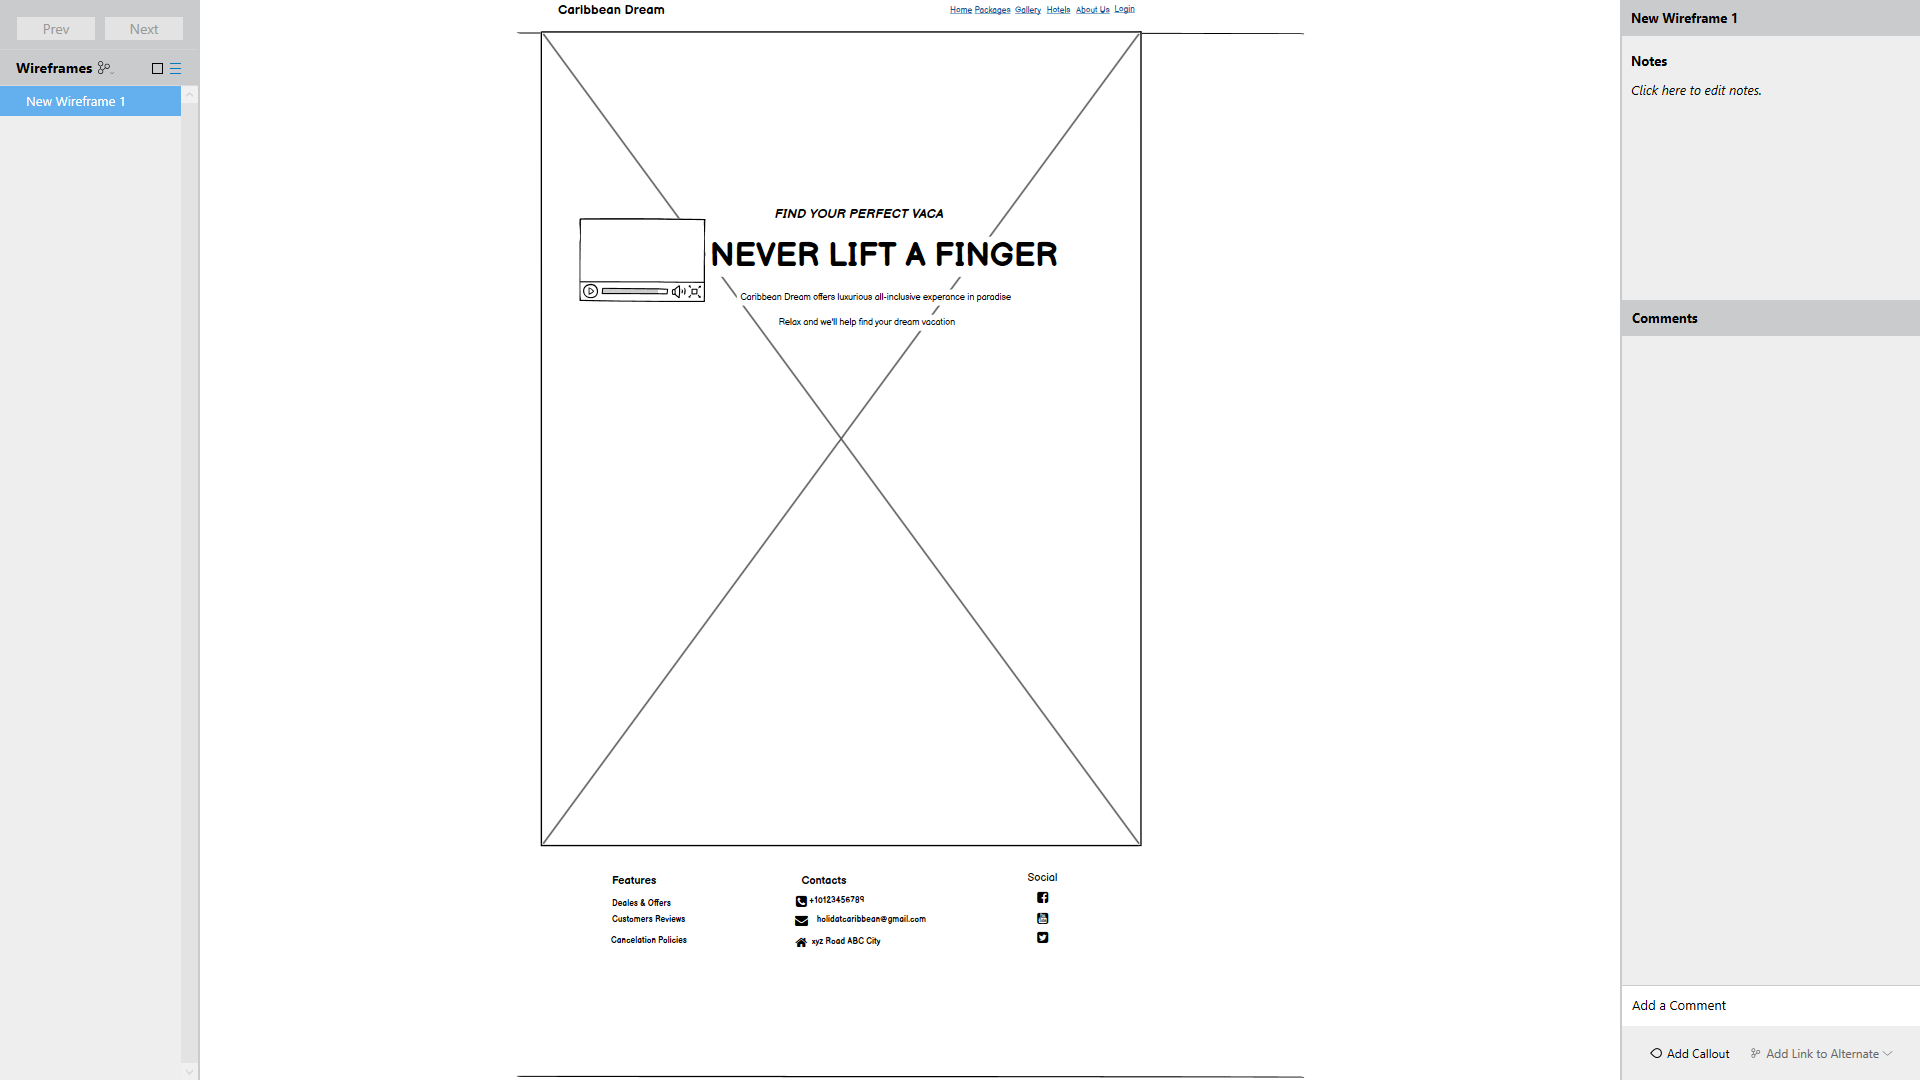 Prev Next
Wireframes
New Wireframe 1
Caribbean Dream
Home Packages Gallery Hotels About Us Login
FIND YOUR PERFECT VACA
NEVER LIFT A FINGER
Caribbean Dream offers luxurious all-inclusive experance in paradise
Relax and we'll help find your dream vacation
Features
Deales & Offers
Customers Reviews
Cancelation Policies
Contacts
+10123456789
holidatcaribbean@gmail.com
xyz Road ABC City
Social
New Wireframe 1
Notes
Click here to edit notes.
Comments
Add a Comment
Add Callout Add Link to Alternate